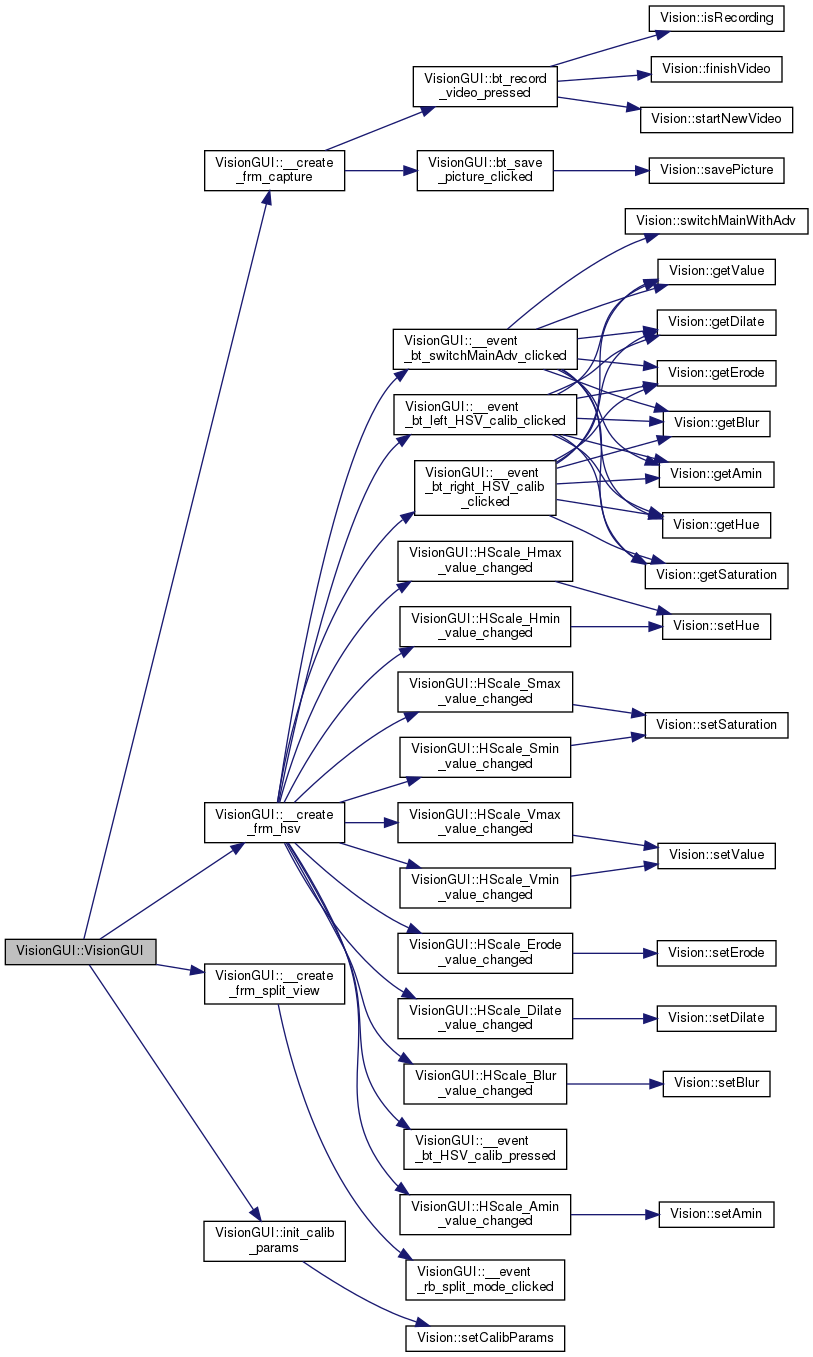 Vision::isRecording
VisionGUI::bt_record
_video_pressed
Vision::finishVideo
Vision::startNewVideo
VisionGUI::__create
_frm_capture
VisionGUI::bt_save
_picture_clicked
Vision::savePicture
Vision::switchMainWithAdv
Vision::getValue
Vision::getDilate
VisionGUI::__event
_bt_switchMainAdv_clicked
Vision::getErode
VisionGUI::__event
_bt_left_HSV_calib_clicked
Vision::getBlur
VisionGUI::__event
_bt_right_HSV_calib
_clicked
Vision::getAmin
Vision::getHue
VisionGUI::HScale_Hmax
_value_changed
Vision::getSaturation
VisionGUI::HScale_Hmin
_value_changed
Vision::setHue
VisionGUI::HScale_Smax
_value_changed
Vision::setSaturation
VisionGUI::HScale_Smin
_value_changed
VisionGUI::__create
_frm_hsv
VisionGUI::HScale_Vmax
_value_changed
Vision::setValue
VisionGUI::HScale_Vmin
_value_changed
VisionGUI::VisionGUI
VisionGUI::HScale_Erode
_value_changed
Vision::setErode
VisionGUI::__create
_frm_split_view
VisionGUI::HScale_Dilate
_value_changed
Vision::setDilate
VisionGUI::HScale_Blur
_value_changed
Vision::setBlur
VisionGUI::__event
_bt_HSV_calib_pressed
VisionGUI::HScale_Amin
_value_changed
Vision::setAmin
VisionGUI::init_calib
_params
VisionGUI::__event
_rb_split_mode_clicked
Vision::setCalibParams